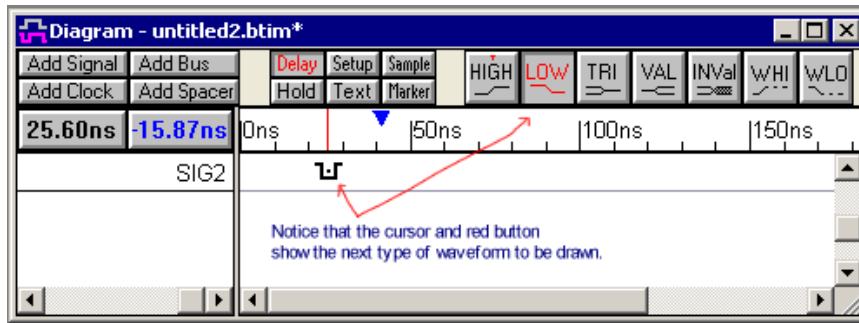 Diagram - untitled2.btim*
Add Signal Add Bus Delay Setup Sample HIGH LOW TRI VAL INVal WHI WLO
Add Clock Add Spacer Hold Text Marker
25.60ns -15.87ns 0ns 50ns 100ns 150ns
SIG2
Notice that the cursor and red button
show the next type of waveform to be drawn.